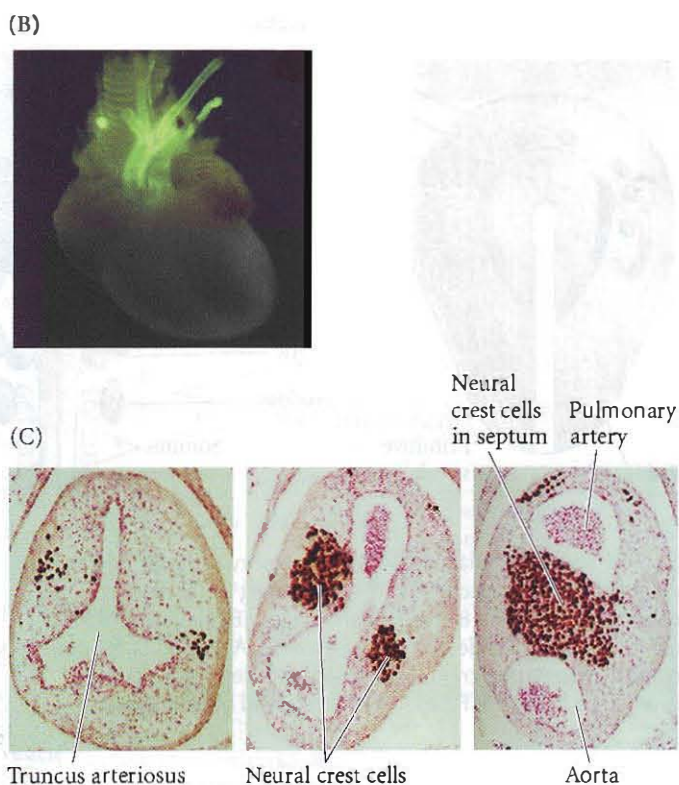 (B)
Neural
crest cells
in septum
Pulmonary
artery
(C)
Truncus arteriosus
Neural crest cells
Aorta